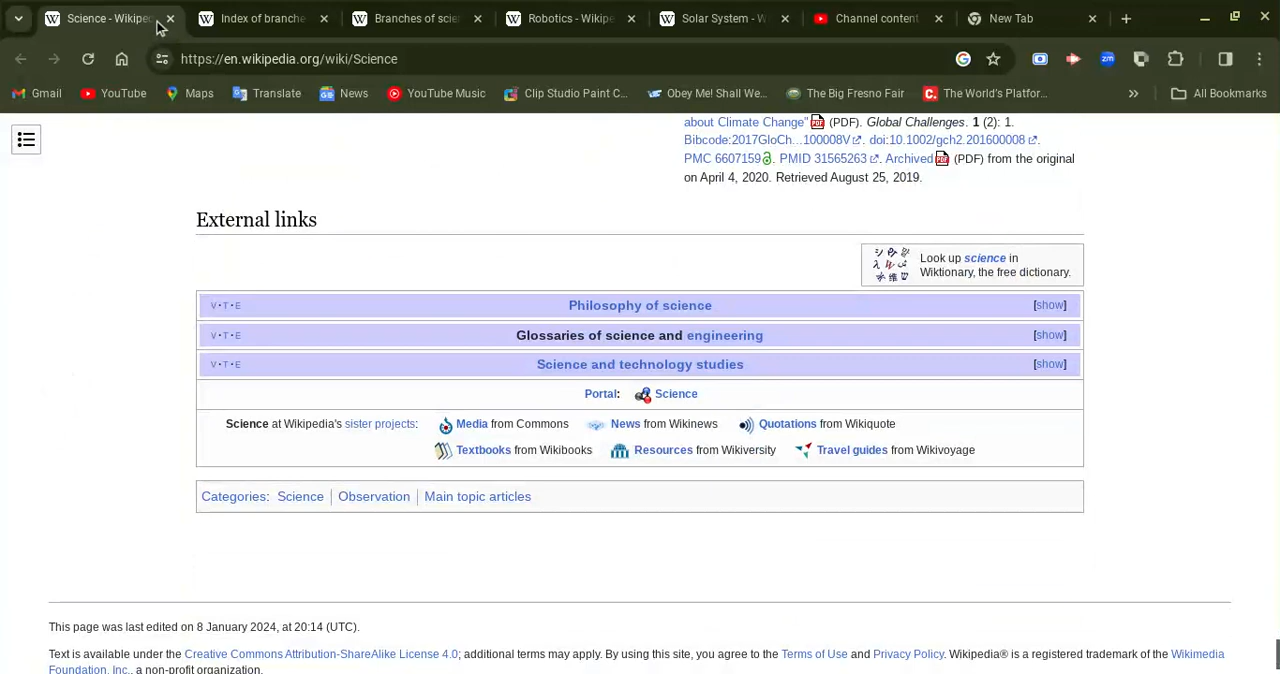 Science - Wikiped
Index of branche
Branches of scien
Robotics - Wikipe
Solar System - W
Channel content
New Tab
https://en.wikipedia.org/wiki/Science
Gmail
YouTube
Maps
Translate
News
YouTube Music
Clip Studio Paint C...
Obey Me! Shall We...
The Big Fresno Fair
The World's Platfor...
All Bookmarks
about Climate Change" (PDF). Global Challenges. 1 (2): 1.
Bibcode:2017GloCh...100008V. doi:10.1002/gch2.201600008.
PMC 6607159. PMID 31565263. Archived (PDF) from the original
on April 4, 2020. Retrieved August 25, 2019.
External links
Look up science in
Wiktionary, the free dictionary.
V·T·E Philosophy of science [show]
V·T·E Glossaries of science and engineering [show]
V·T·E Science and technology studies [show]
Portal: Science
Science at Wikipedia's sister projects: Media from Commons News from Wikinews Quotations from Wikiquote
Textbooks from Wikibooks Resources from Wikiversity Travel guides from Wikivoyage
Categories: Science | Observation | Main topic articles
This page was last edited on 8 January 2024, at 20:14 (UTC).
Text is available under the Creative Commons Attribution-ShareAlike License 4.0; additional terms may apply. By using this site, you agree to the Terms of Use and Privacy Policy. Wikipedia® is a registered trademark of the Wikimedia
Foundation, Inc., a non-profit organization.